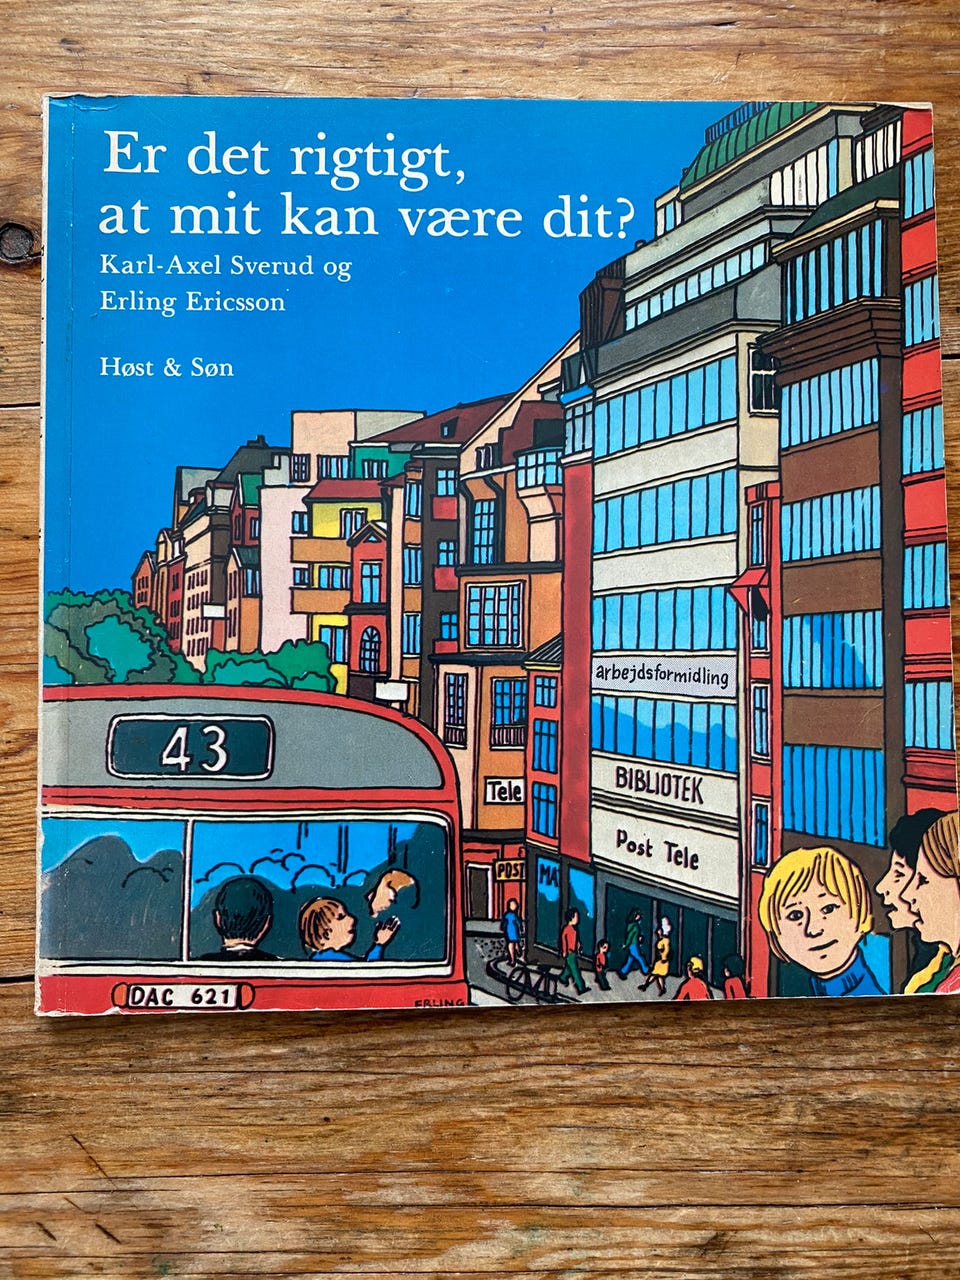 Er det rigtigt,
at mit kan være dit?
Karl-Axel Sverud og
Erling Ericsson
Høst & Søn
arbejdsformidling
43
BIBLIOTEK
Tele
Post Tele
POST
MA
DAC 621
ERLING